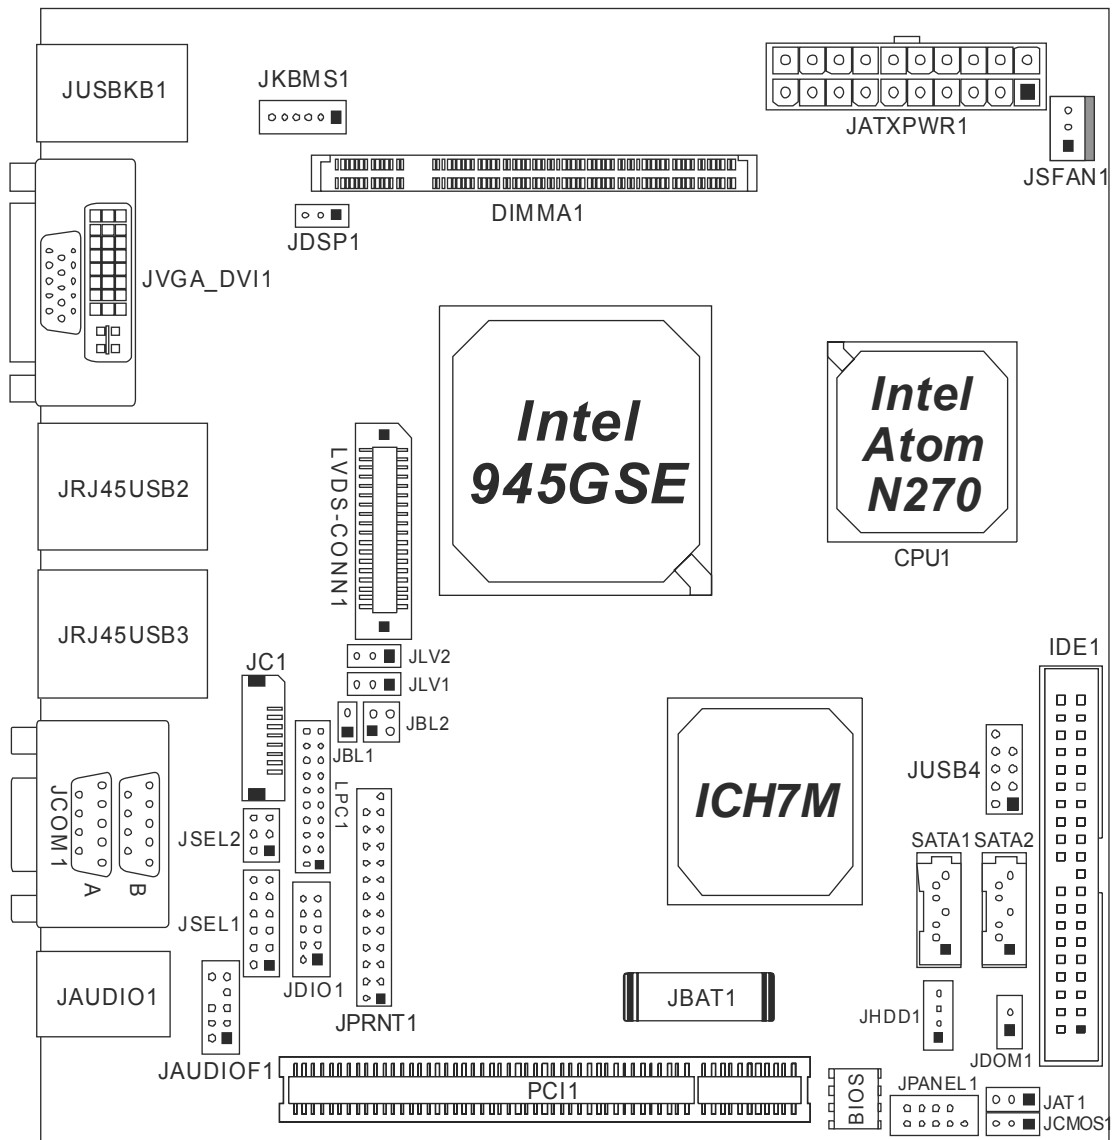 JUSBKB1
JKBMS1
JATXPWR1
JSFAN1
DIMMA1
JDSP1
JVGA_DVI1
Intel
945GSE
Intel
Atom
N270
CPU1
LVDS-CONN1
JRJ45USB2
JRJ45USB3
JLV2
JLV1
JC1
JBL1
JBL2
IDE1
LPC1
ICH7M
JUSB4
JCOM1
A
B
JSEL2
SATA1
SATA2
JSEL1
JDIO1
JPRNT1
JAUDIO1
JBAT1
JHDD1
JDOM1
JAUDIOF1
PCI1
BIOS
JPANEL1
JAT1
JCMOS1